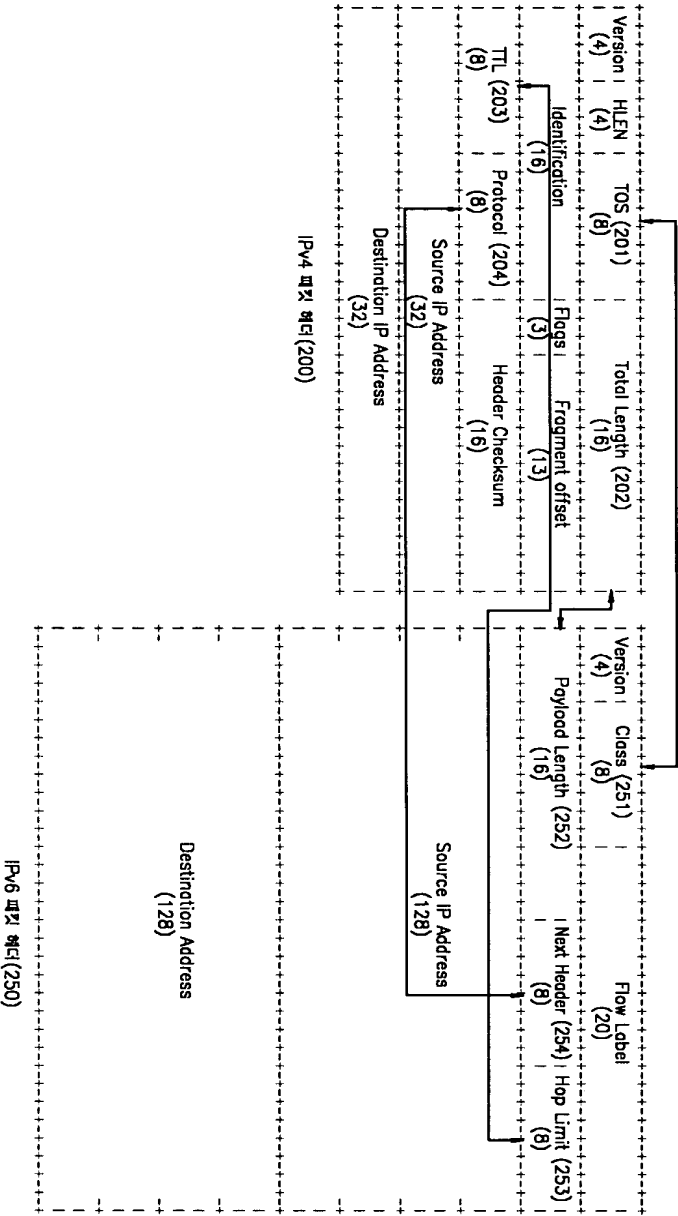 Version HLEN TOS (201) Total Length (202)
(4) (4) (8) (16)
Identification Flags Fragment offset
(16) (3) (13)
TTL (203) Protocol (204) Header Checksum
(8) (8) (16)
Source IP Address
(32)
Destination IP Address
(32)
IPv4 패킷 헤더(200)
Version Class (251) Flow Label
(4) (8) (20)
Payload Length (252) Next Header (254) Hop Limit (253)
(16) (8) (8)
Source IP Address
(128)
Destination Address
(128)
IPv6 패킷 헤더(250)